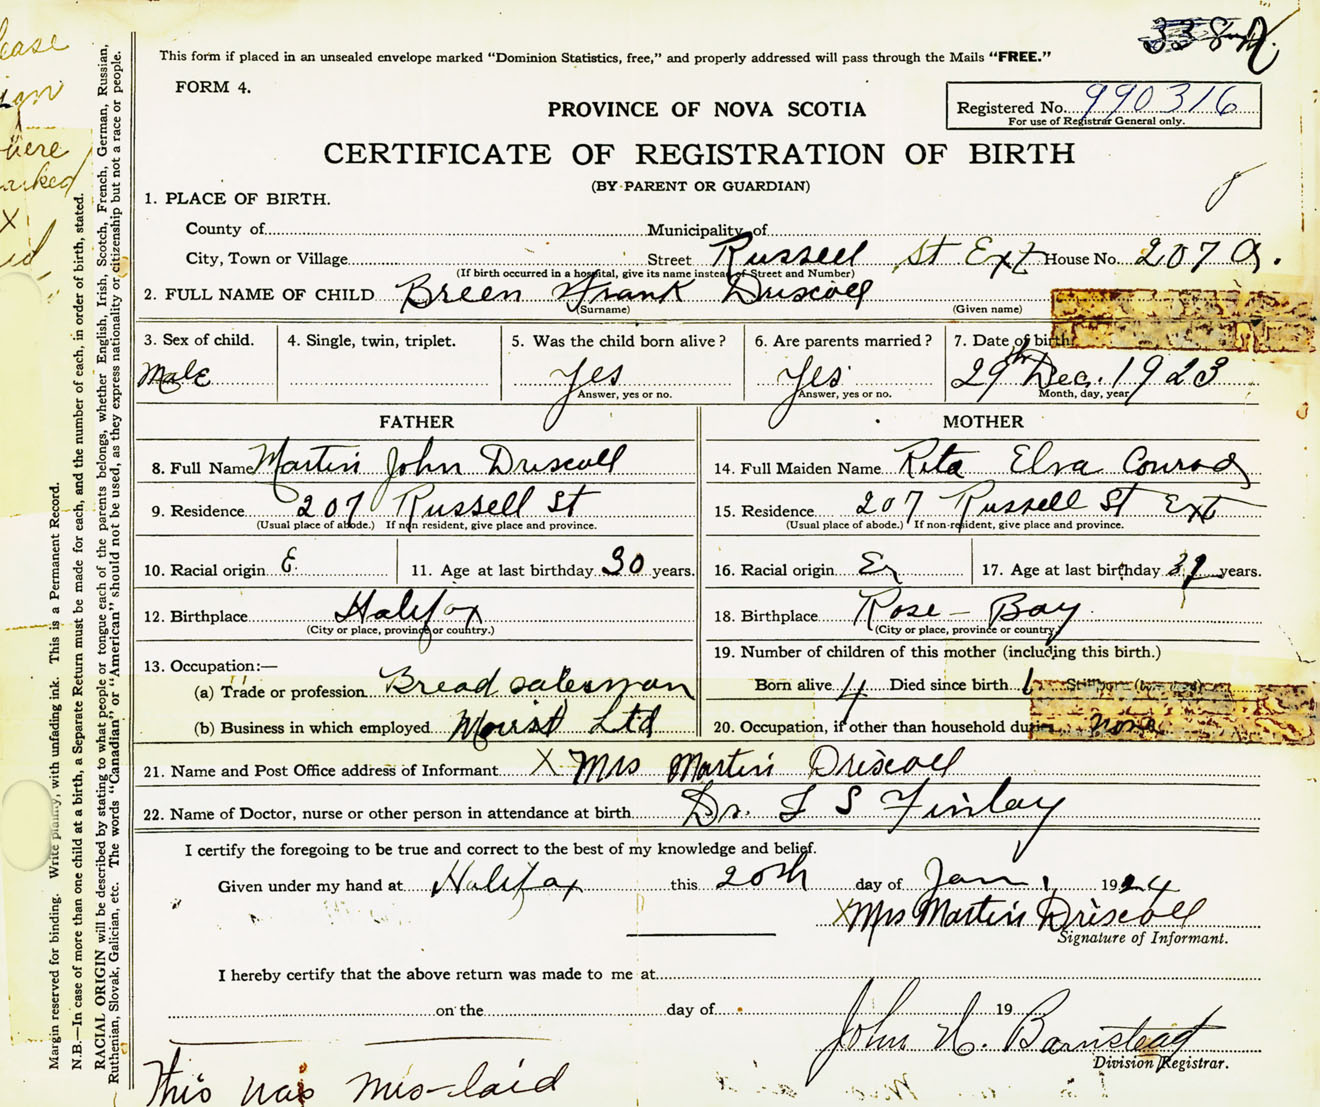 338 A.
This form if placed in an unsealed envelope marked "Dominion Statistics, free," and properly addressed will pass through the Mails "FREE."
FORM 4.
PROVINCE OF NOVA SCOTIA
Registered No. 990316
For use of Registrar General only.
CERTIFICATE OF REGISTRATION OF BIRTH
(BY PARENT OR GUARDIAN)
1. PLACE OF BIRTH.
County of Municipality of
City, Town or Village Street Russell St Ext House No. 207 A.
(If birth occurred in a hospital, give its name instead of Street and Number)
2. FULL NAME OF CHILD Breen Frank Driscoll
(Surname) (Given name)
3. Sex of child. 4. Single, twin, triplet. 5. Was the child born alive? 6. Are parents married? 7. Date of birth
Male Yes Yes 29th Dec. 1923
Answer, yes or no. Answer, yes or no. Month, day, year
FATHER MOTHER
8. Full Name Martin John Driscoll 14. Full Maiden Name Rita Elva Conrad
9. Residence 207 Russell St 15. Residence 207 Russell St Ext
(Usual place of abode.) If non resident, give place and province. (Usual place of abode.) If non-resident, give place and province.
10. Racial origin E. 11. Age at last birthday 30 years. 16. Racial origin 17. Age at last birthday years.
12. Birthplace Halifax 18. Birthplace Rose-Bay
(City or place, province or country.) (City or place, province or country)
19. Number of children of this mother (including this birth.)
13. Occupation:—
(a) Trade or profession Bread salesman Born alive 4 Died since birth 1
(b) Business in which employed Ltd 20. Occupation, if other than household none
21. Name and Post Office address of Informant X Mrs Martin Driscoll
22. Name of Doctor, nurse or other person in attendance at birth Dr. F S Finlay
I certify the foregoing to be true and correct to the best of my knowledge and belief.
Given under my hand at Halifax this 20th day of Jan. 1924
X Mrs Martin Driscoll
Signature of Informant.
I hereby certify that the above return was made to me at
on the day of 19
John H. Barnstead
Division Registrar.
This was mis-laid
Margin reserved for binding. Write plainly, with unfading ink. This is a Permanent Record.
N.B.—In case of more than one child at a birth, a Separate Return must be made for each, and the number of each, in order of birth, stated.
RACIAL ORIGIN will be described by stating to what people or tongue each of the parents belongs, whether English, Irish, Scotch, French, German, Russian,
Ruthenian, Slovak, Galician, etc. The words "Canadian" or "American" should not be used, as they express nationality or citizenship but not a race or people.
X